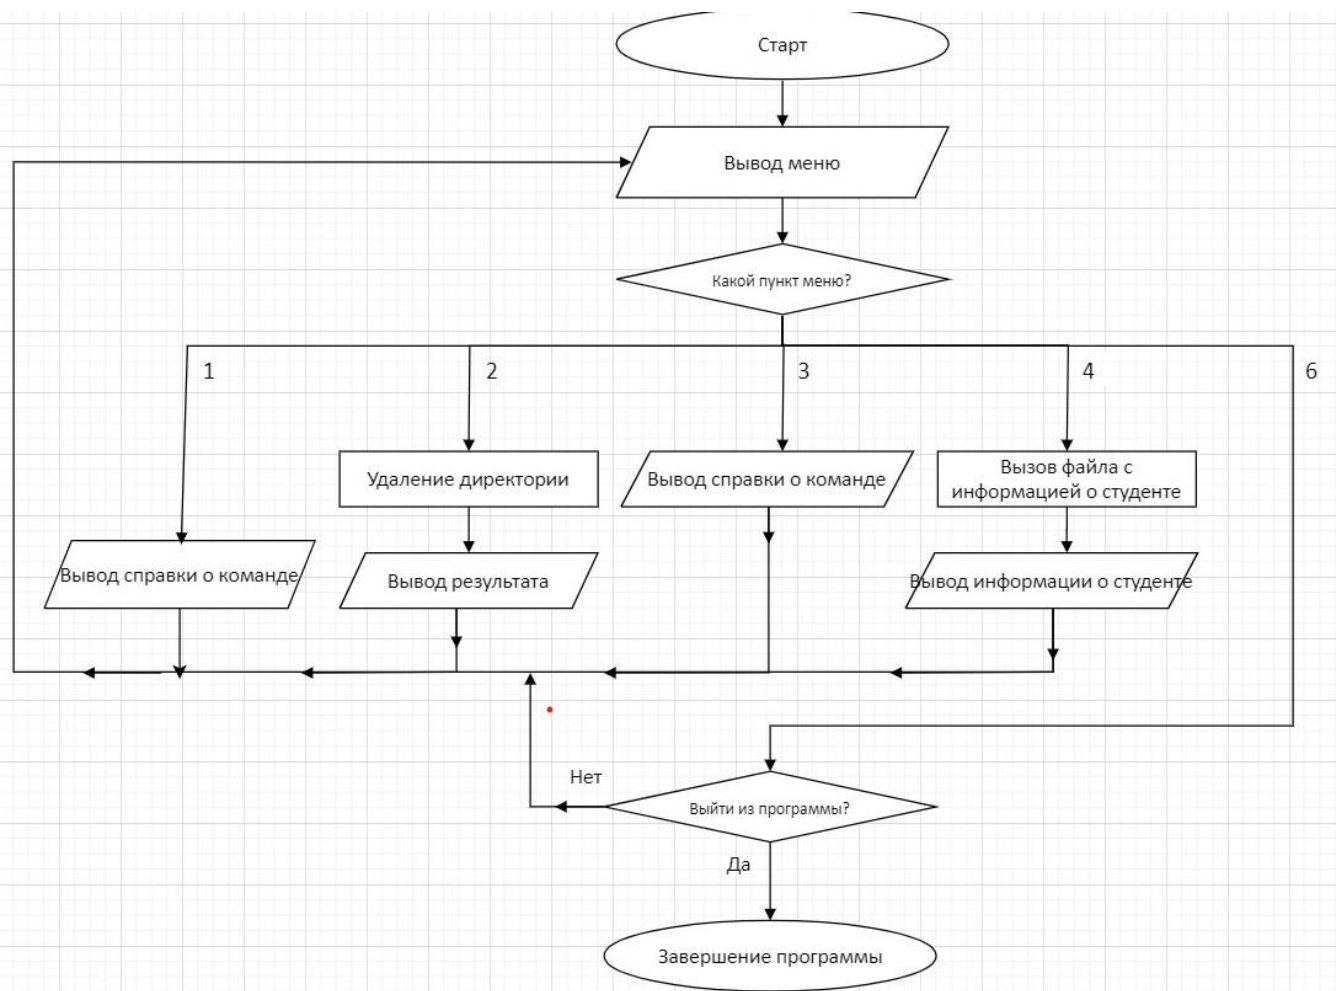 Старт
Вывод меню
Какой пункт меню?
1
2
3
4
6
Удаление директории
Вывод справки о команде
Вызов файла с
информацией о студенте
Вывод справки о команде
Вывод результата
Вывод информации о студенте
Нет
Выйти из программы?
Да
Завершение программы